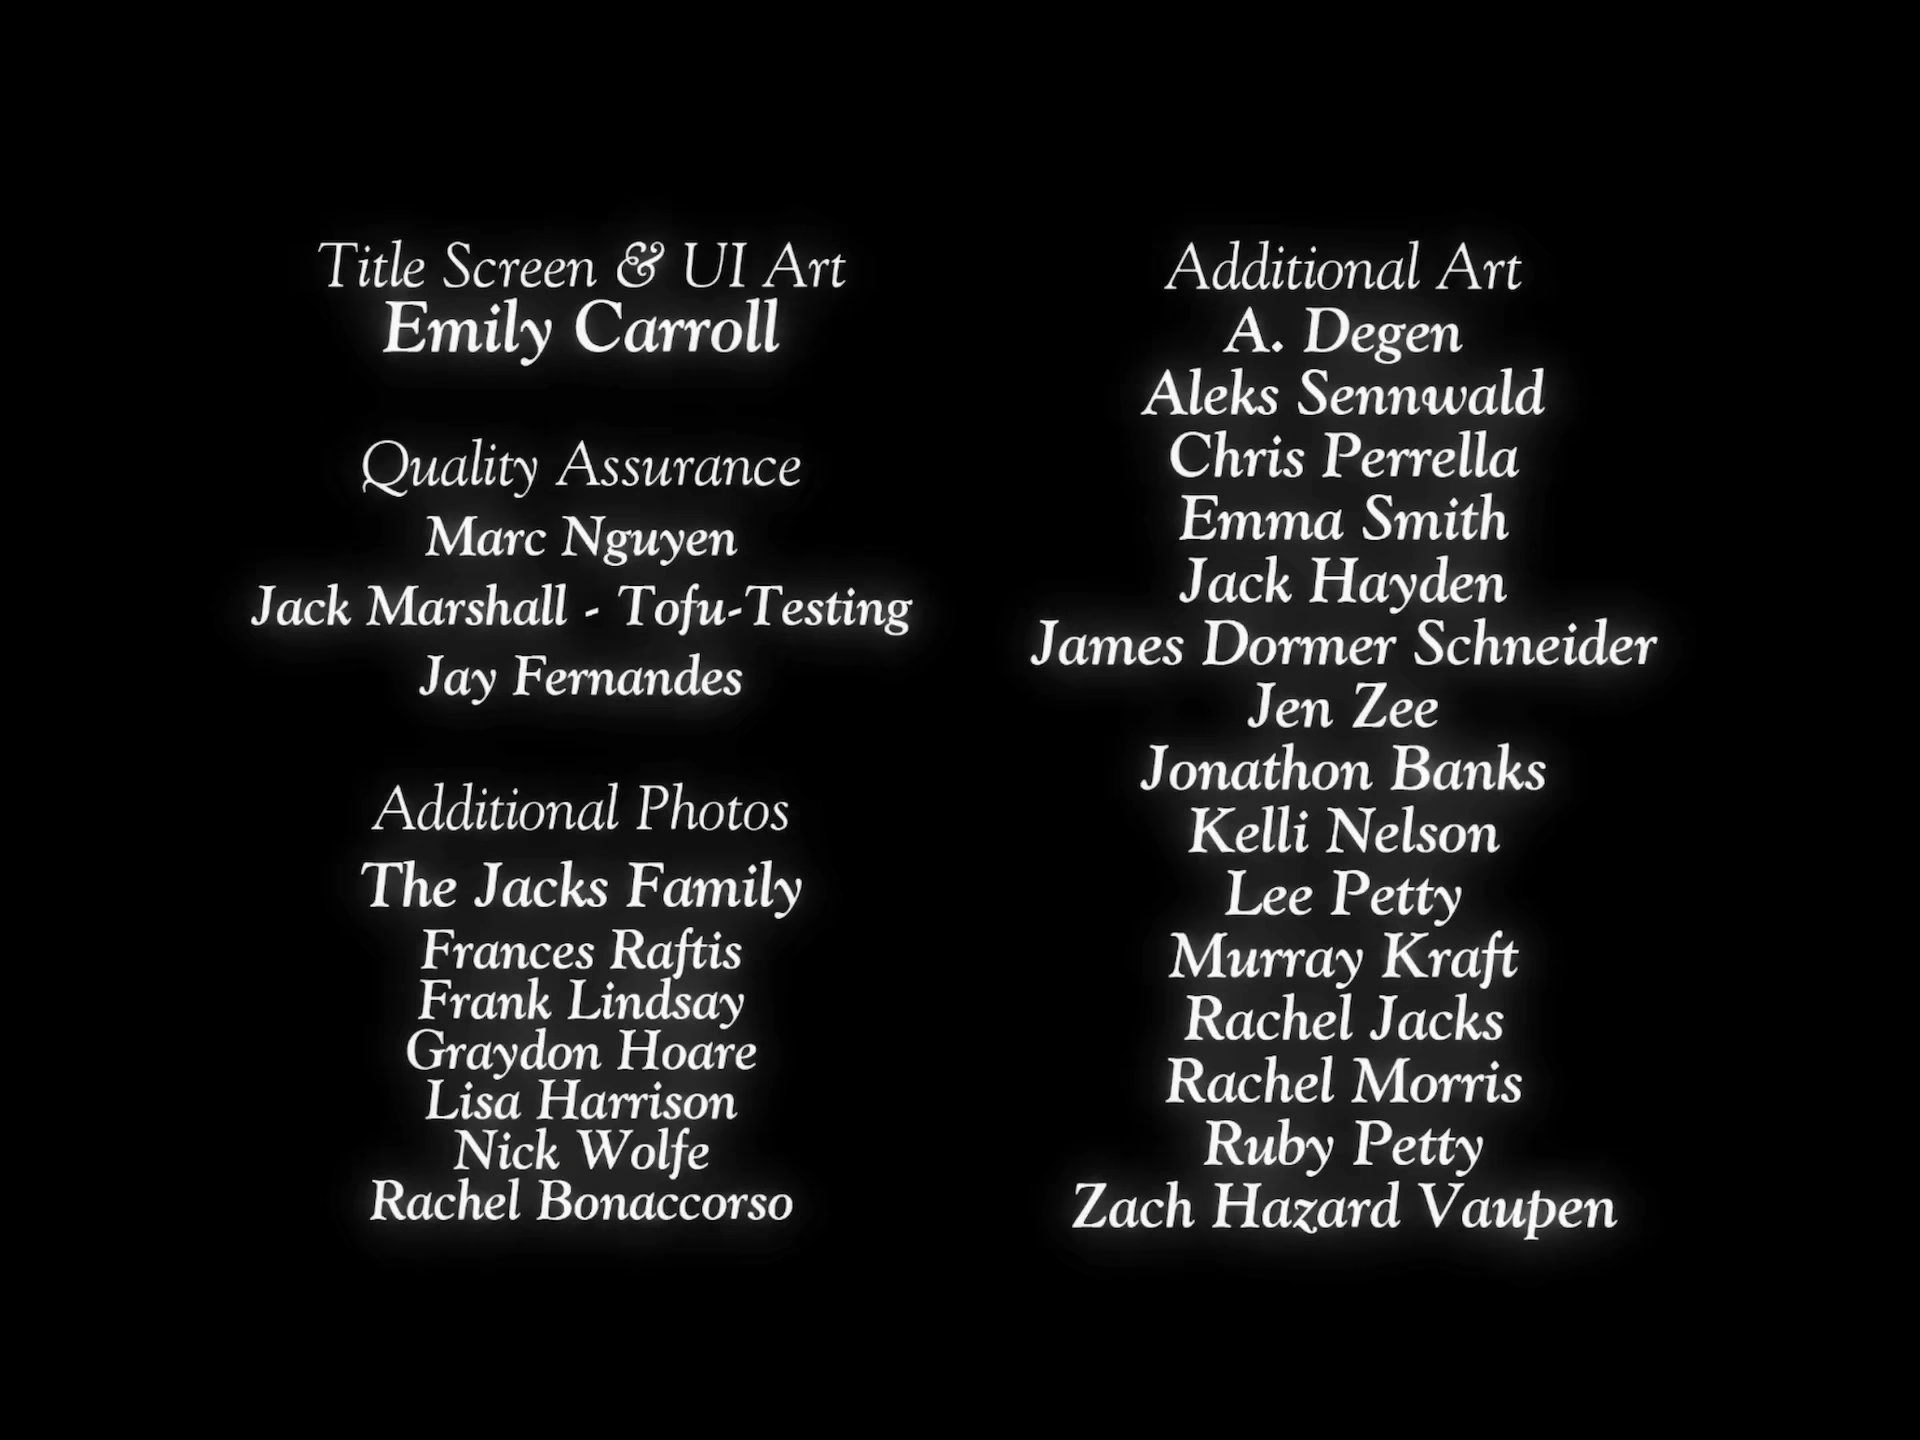 Title Screen & UI Art
Emily Carroll
Quality Assurance
Marc Nguyen
Jack Marshall - Tofu-Testing
Jay Fernandes
Additional Photos
The Jacks Family
Frances Raftis
Frank Lindsay
Graydon Hoare
Lisa Harrison
Nick Wolfe
Rachel Bonaccorso
Additional Art
A. Degen
Aleks Sennwald
Chris Perrella
Emma Smith
Jack Hayden
James Dormer Schneider
Jen Zee
Jonathon Banks
Kelli Nelson
Lee Petty
Murray Kraft
Rachel Jacks
Rachel Morris
Ruby Petty
Zach Hazard Vaupen